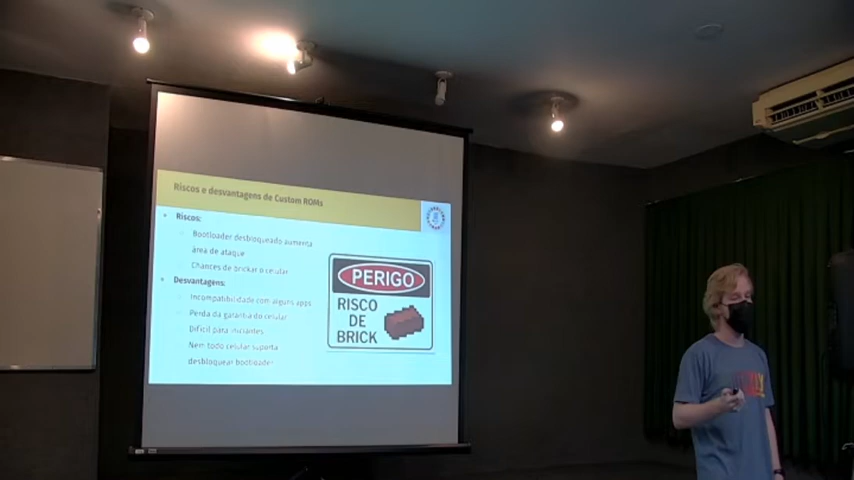 Riscos e desvantagens de Custom ROMs
Riscos:
Bootloader desbloqueado aumenta
área de ataque
Chances de brickar o celular
Desvantagens:
Incompatibilidade com alguns apps
Perda da garantia do celular
Difícil para iniciantes
Nem todo celular suporta
desbloquear bootloader
PERIGO
RISCO
DE
BRICK